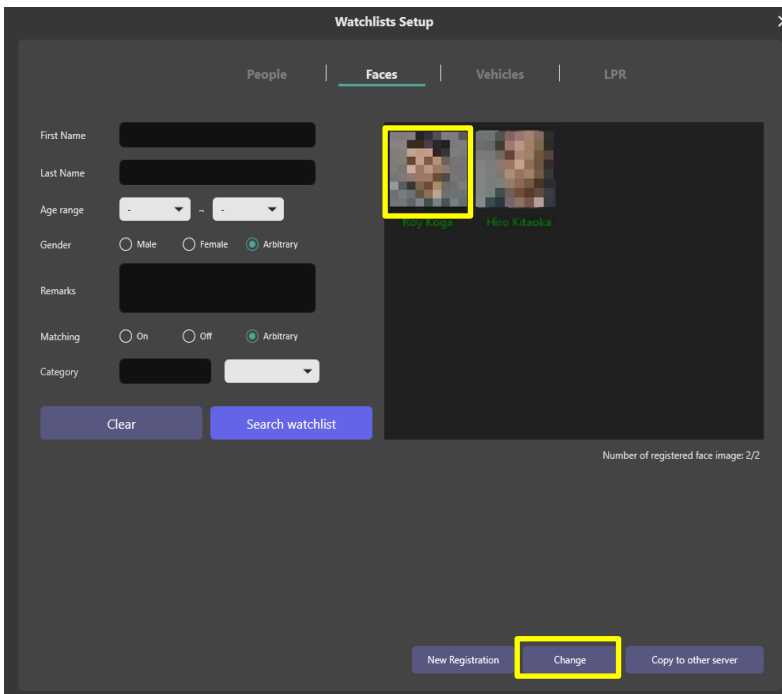 Watchlists Setup
People
Faces
Vehicles
LPR
First Name
Last Name
Age range
- ~ -
Gender
Male
Female
Arbitrary
Remarks
Matching
On
Off
Arbitrary
Category
Clear
Search watchlist
Roy Koga
Hiro Kitaoka
Number of registered face image: 2/2
New Registration
Change
Copy to other server